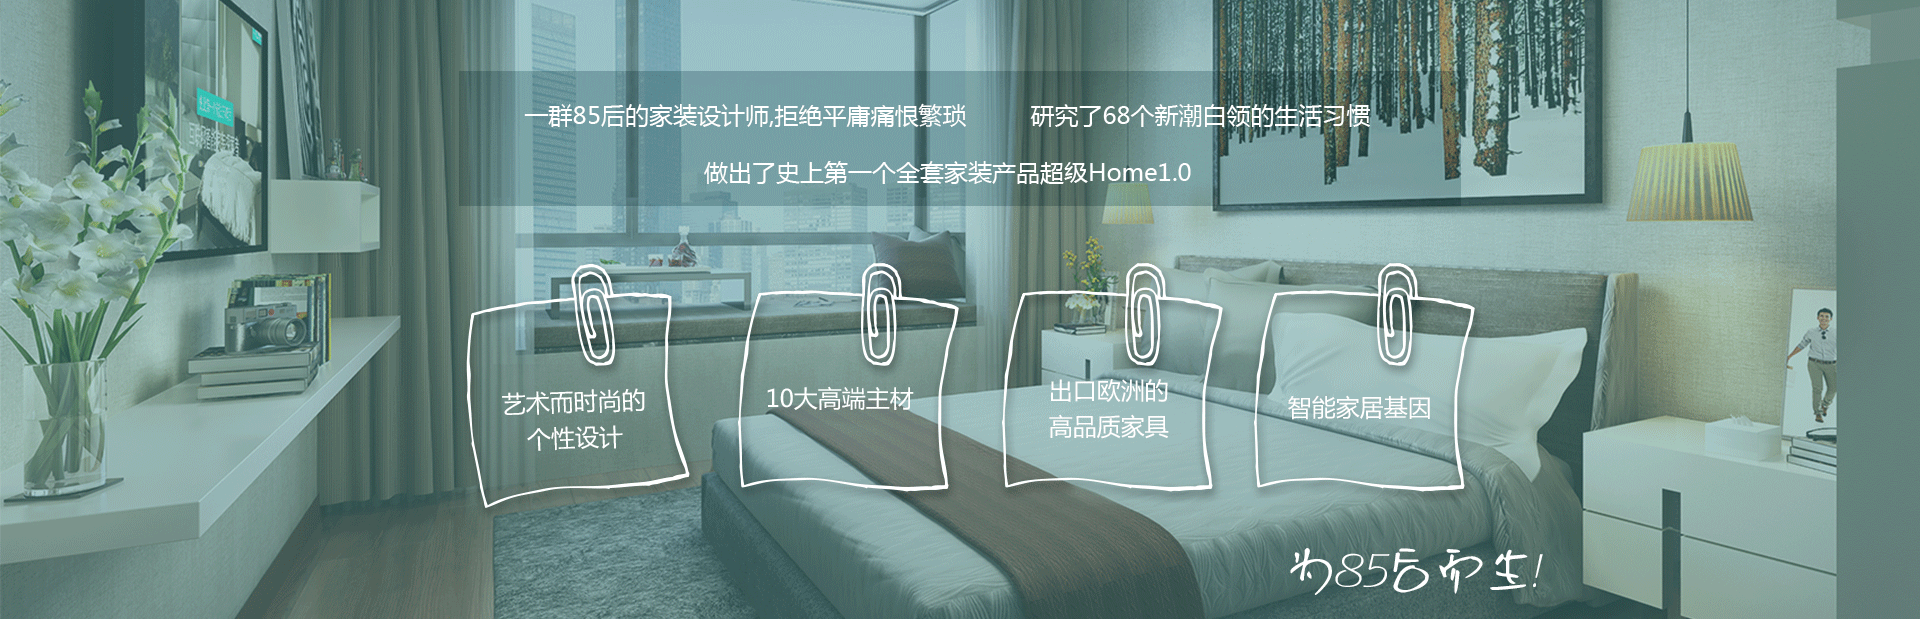 一群85后的家装设计师,拒绝平庸痛恨繁琐 研究了68个新潮白领的生活习惯
做出了史上第一个全套家装产品超级Home1.0
艺术而时尚的
个性设计
10大高端主材
出口欧洲的
高品质家具
智能家居基因
为85后而生!